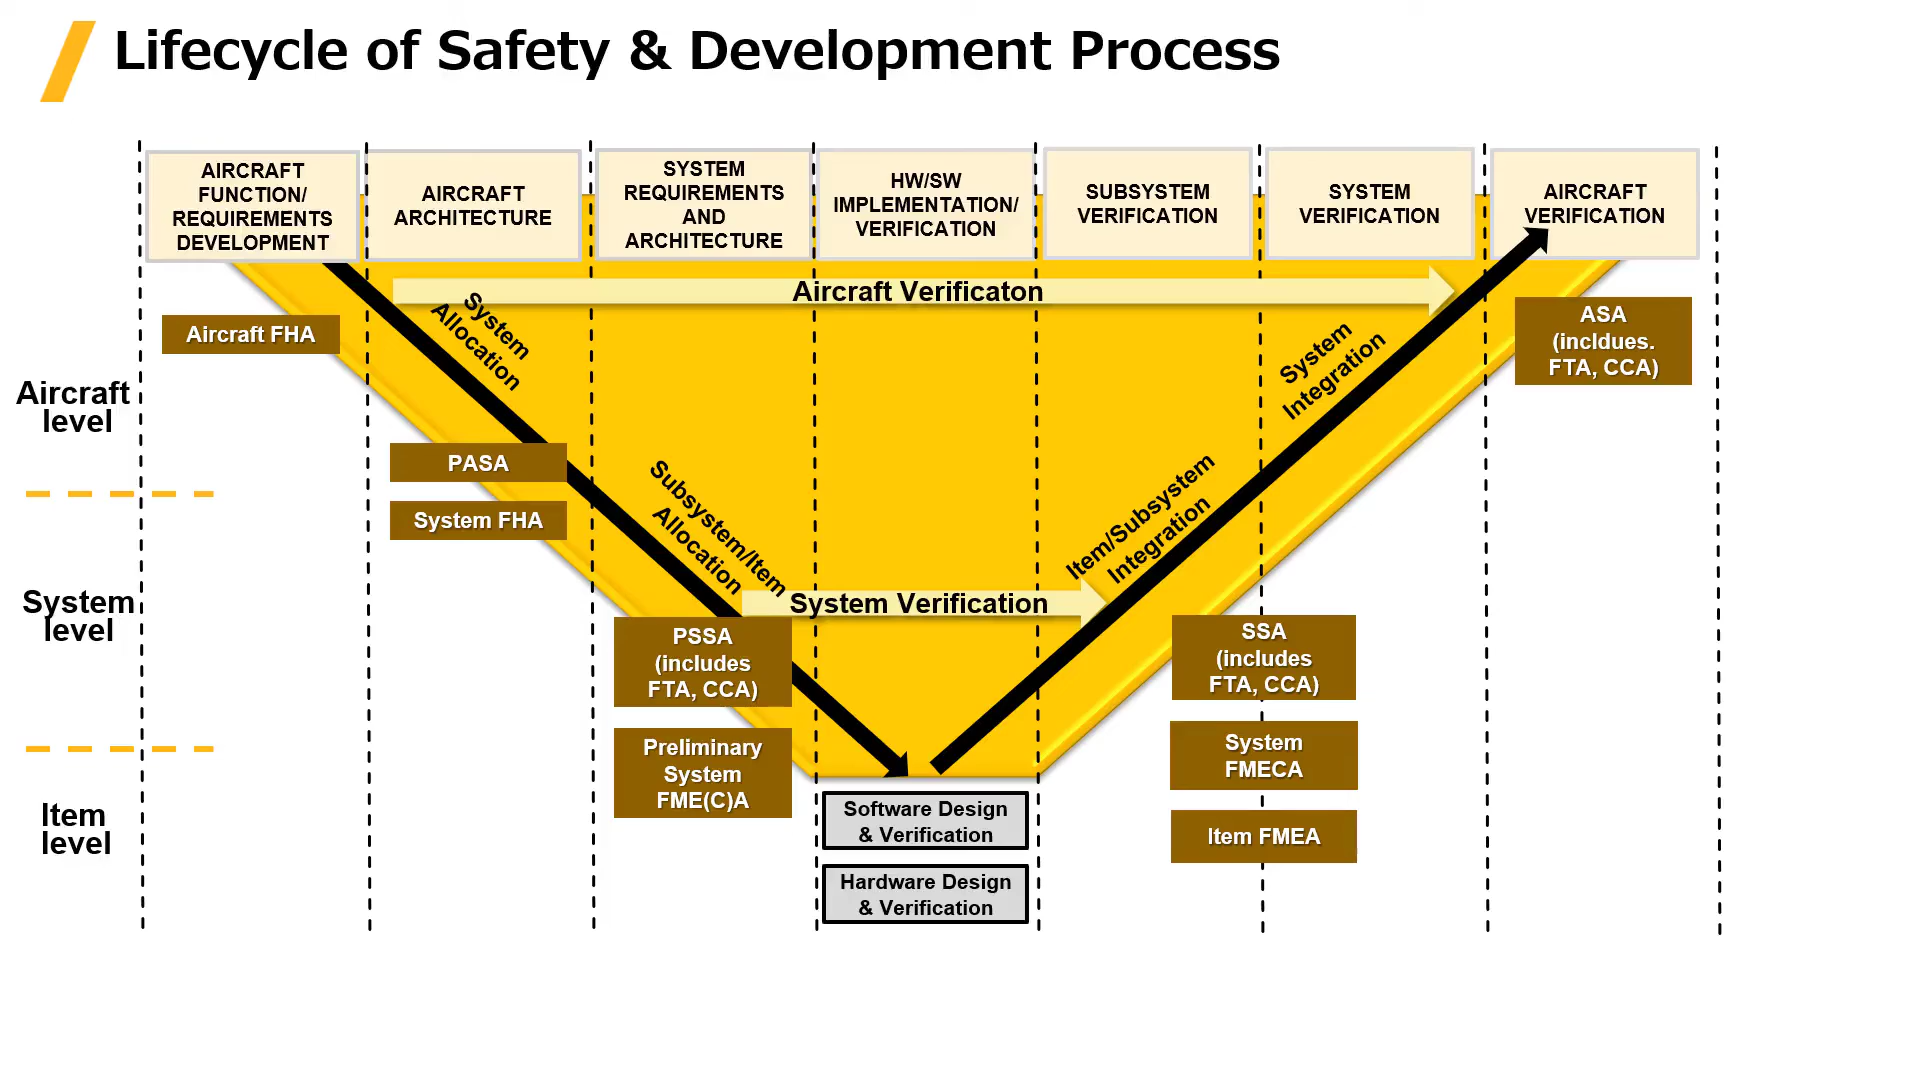 Lifecycle of Safety & Development Process
AIRCRAFT
FUNCTION/
REQUIREMENTS
DEVELOPMENT
AIRCRAFT
ARCHITECTURE
SYSTEM
REQUIREMENTS
AND
ARCHITECTURE
HW/SW
IMPLEMENTATION/
VERIFICATION
SUBSYSTEM
VERIFICATION
SYSTEM
VERIFICATION
AIRCRAFT
VERIFICATION
Aircraft Verificaton
System
Allocation
System
Integration
Aircraft FHA
ASA
(incldues.
FTA, CCA)
Aircraft
level
PASA
System FHA
Subsystem/Item
Allocation
Item/Subsystem
Integration
System
level
System Verification
PSSA
(includes
FTA, CCA)
SSA
(includes
FTA, CCA)
Preliminary
System
FME(C)A
System
FMECA
Item
level
Software Design
& Verification
Item FMEA
Hardware Design
& Verification